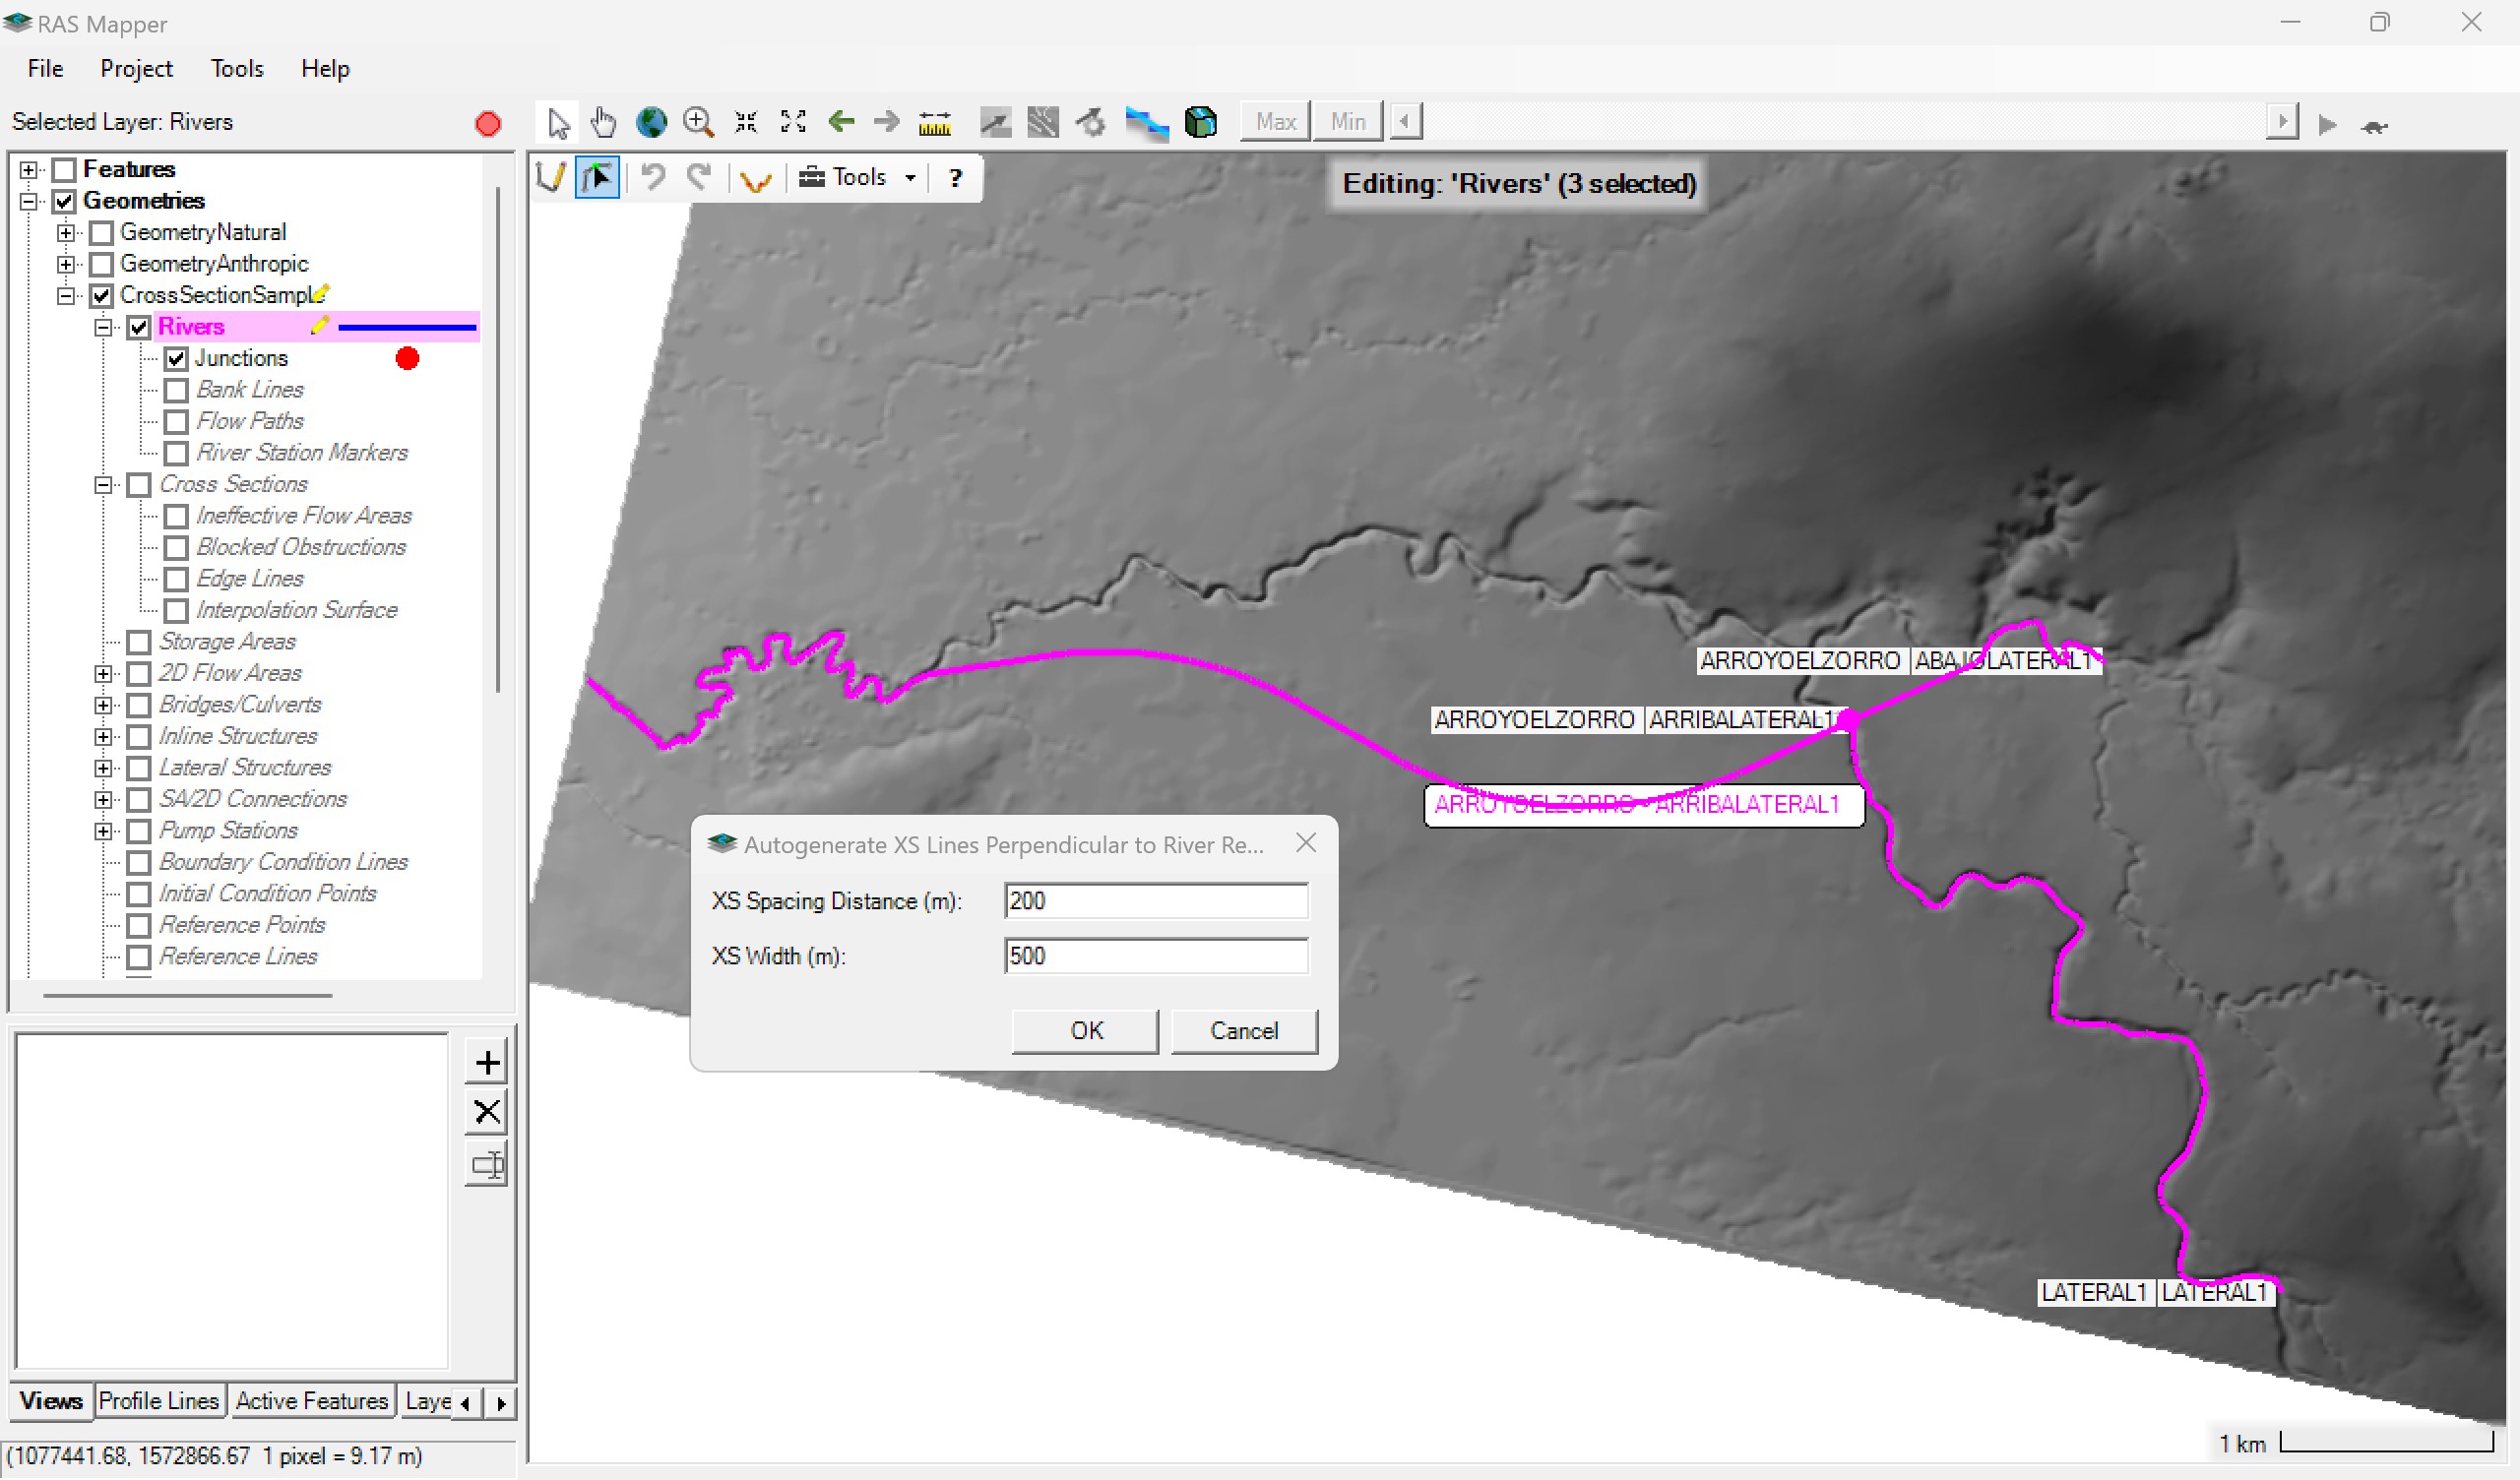 RAS Mapper
File Project Tools Help
Selected Layer: Rivers
Max Min
Features
Geometries
GeometryNatural
GeometryAnthropic
CrossSectionSample
Rivers
Junctions
Bank Lines
Flow Paths
River Station Markers
Cross Sections
Ineffective Flow Areas
Blocked Obstructions
Edge Lines
Interpolation Surface
Storage Areas
2D Flow Areas
Bridges/Culverts
Inline Structures
Lateral Structures
SA/2D Connections
Pump Stations
Boundary Condition Lines
Initial Condition Points
Reference Points
Reference Lines
Views Profile Lines Active Features Laye
(1077441.68, 1572866.67 1 pixel = 9.17 m)
Tools ?
Editing: 'Rivers' (3 selected)
ARROYOELZORRO ABAJOLATERAL1
ARROYOELZORRO ARRIBALATERAL1
ARROYOELZORRO - ARRIBALATERAL1
Autogenerate XS Lines Perpendicular to River Re...
XS Spacing Distance (m): 200
XS Width (m): 500
OK Cancel
LATERAL1 LATERAL1
1 km